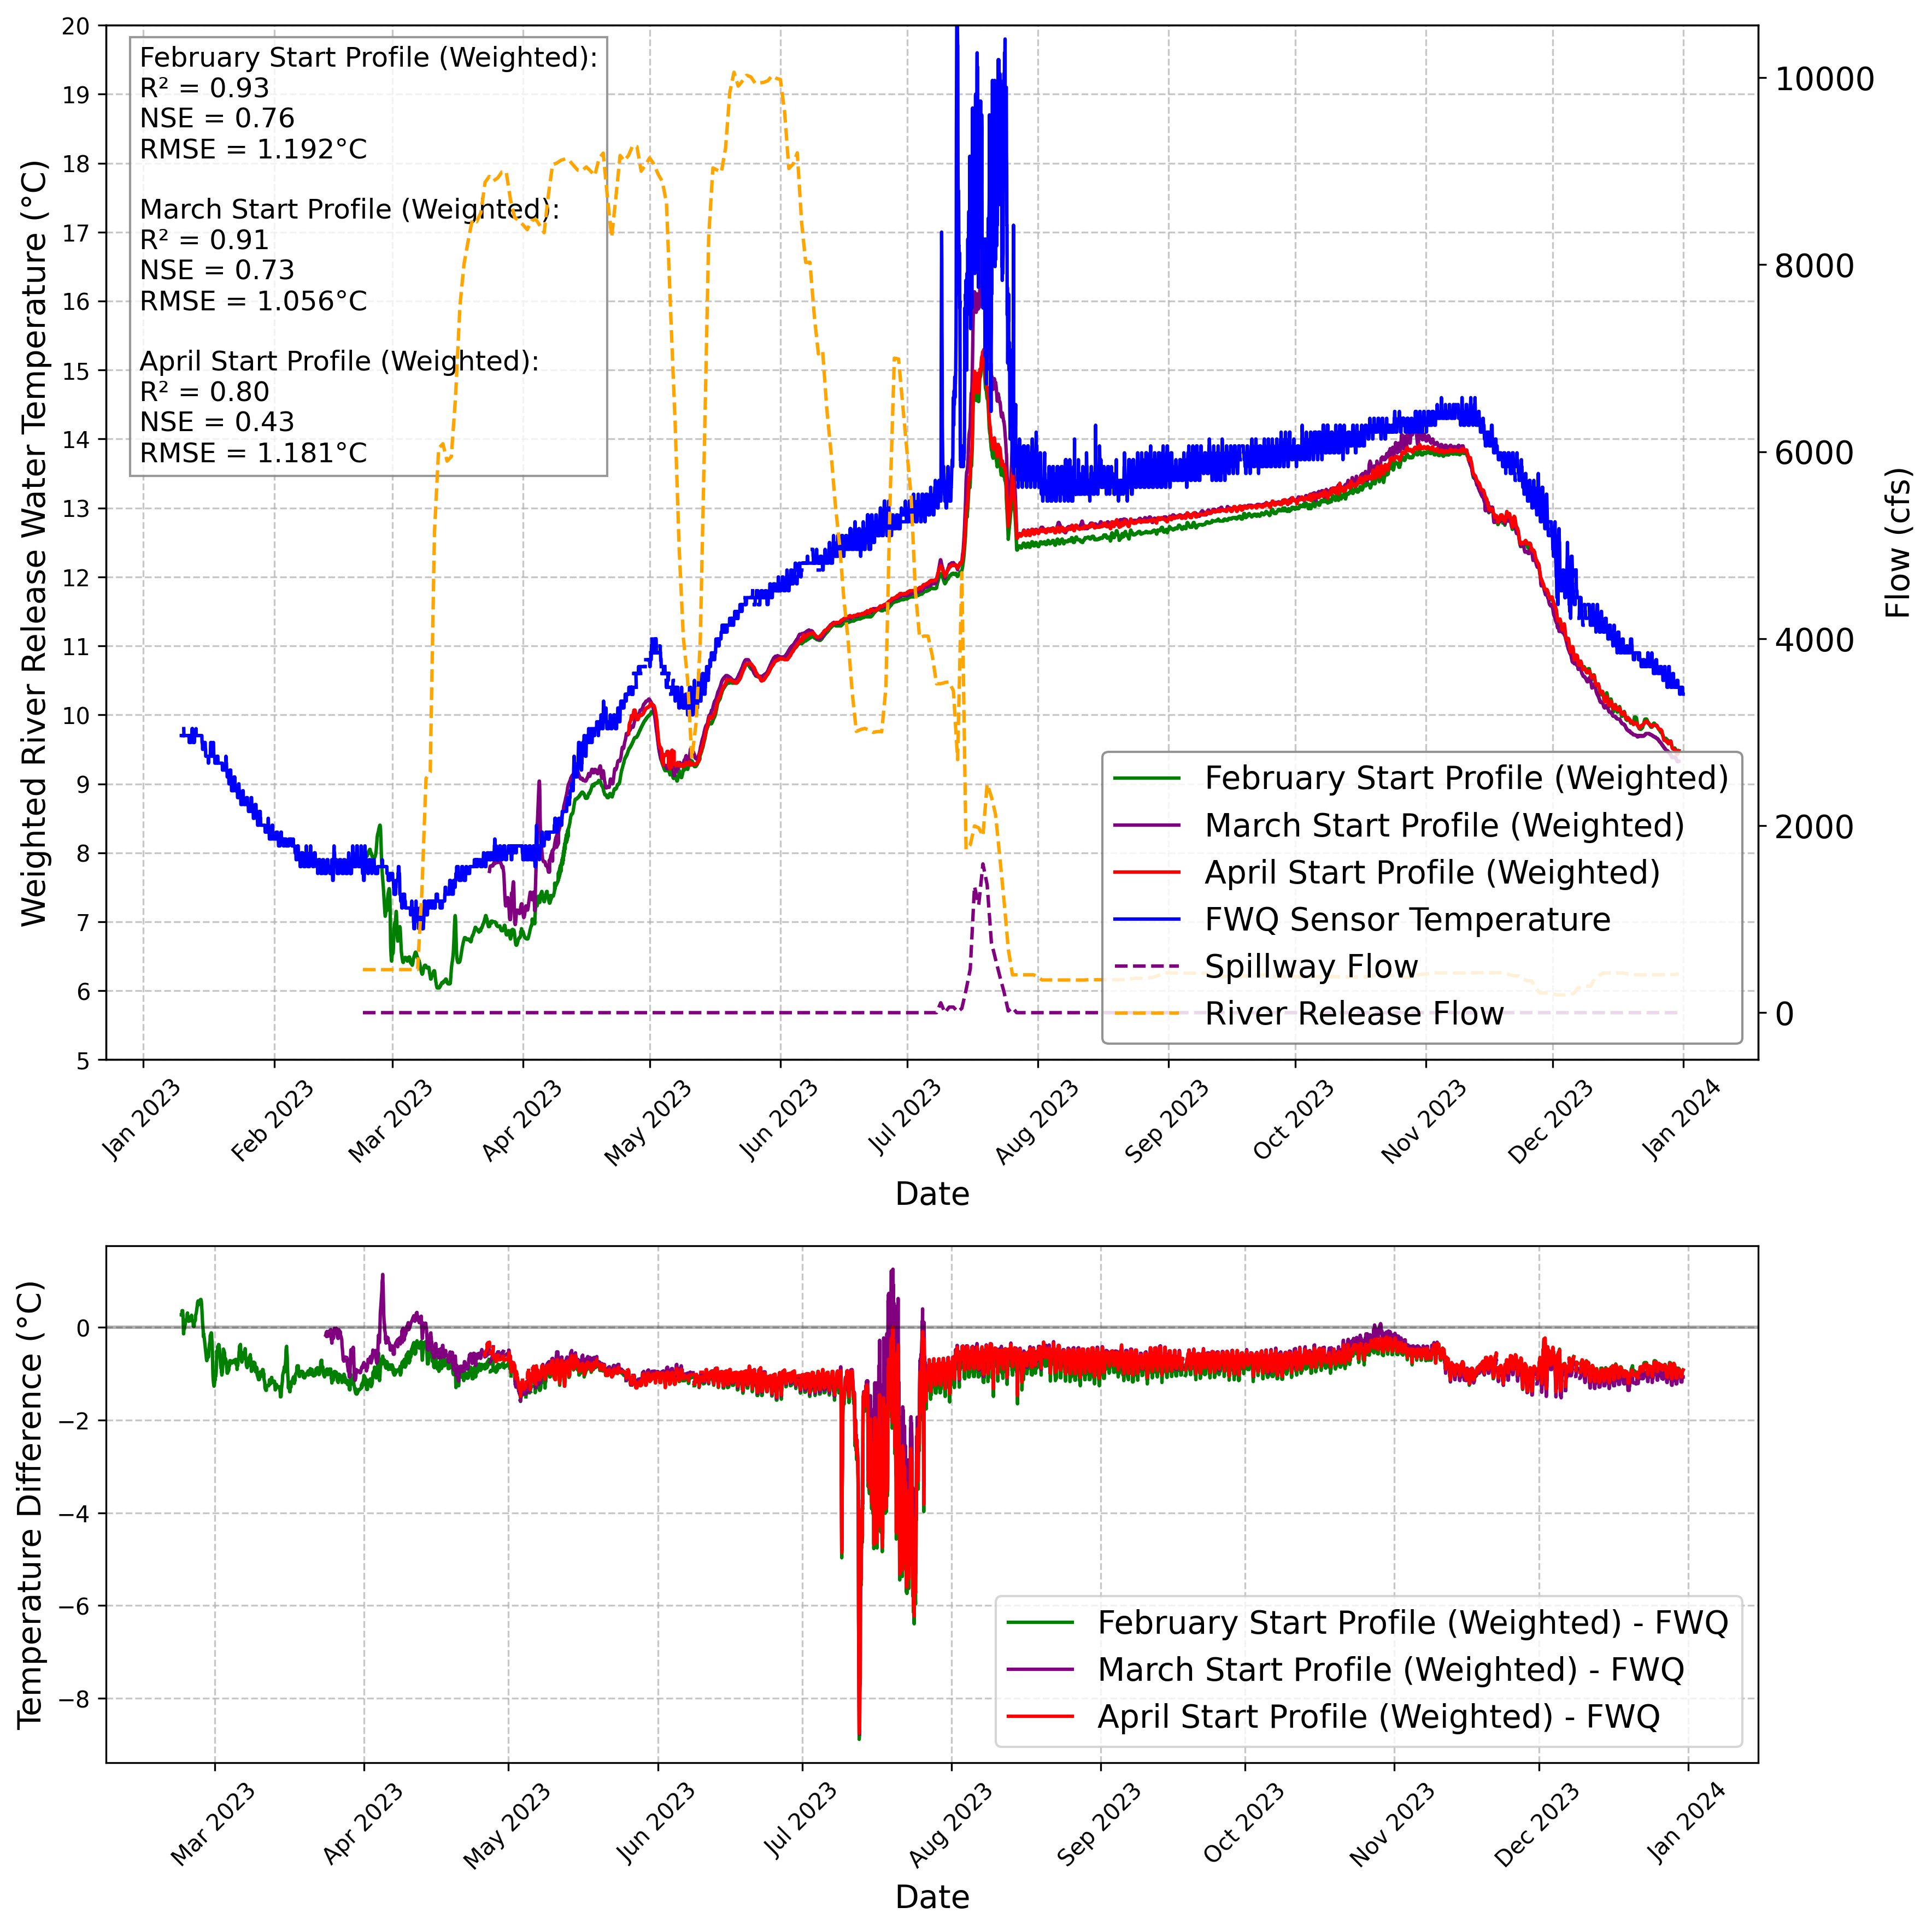 February Start Profile (Weighted):
R² = 0.93
NSE = 0.76
RMSE = 1.192°C
March Start Profile (Weighted):
R² = 0.91
NSE = 0.73
RMSE = 1.056°C
April Start Profile (Weighted):
R² = 0.80
NSE = 0.43
RMSE = 1.181°C
Weighted River Release Water Temperature (°C)
20
19
18
17
16
15
14
13
12
11
10
9
8
7
6
5
10000
8000
6000
4000
2000
0
Flow (cfs)
February Start Profile (Weighted)
March Start Profile (Weighted)
April Start Profile (Weighted)
FWQ Sensor Temperature
Spillway Flow
River Release Flow
Jan 2023
Feb 2023
Mar 2023
Apr 2023
May 2023
Jun 2023
Jul 2023
Aug 2023
Sep 2023
Oct 2023
Nov 2023
Dec 2023
Jan 2024
Date
Temperature Difference (°C)
0
−2
−4
−6
−8
February Start Profile (Weighted) - FWQ
March Start Profile (Weighted) - FWQ
April Start Profile (Weighted) - FWQ
Mar 2023
Apr 2023
May 2023
Jun 2023
Jul 2023
Aug 2023
Sep 2023
Oct 2023
Nov 2023
Dec 2023
Jan 2024
Date